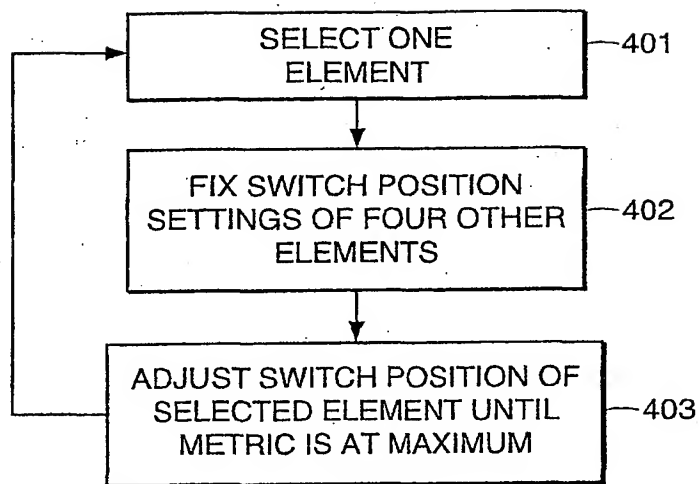 SELECT ONE
ELEMENT
401
FIX SWITCH POSITION
SETTINGS OF FOUR OTHER
ELEMENTS
402
ADJUST SWITCH POSITION OF
SELECTED ELEMENT UNTIL
METRIC IS AT MAXIMUM
403